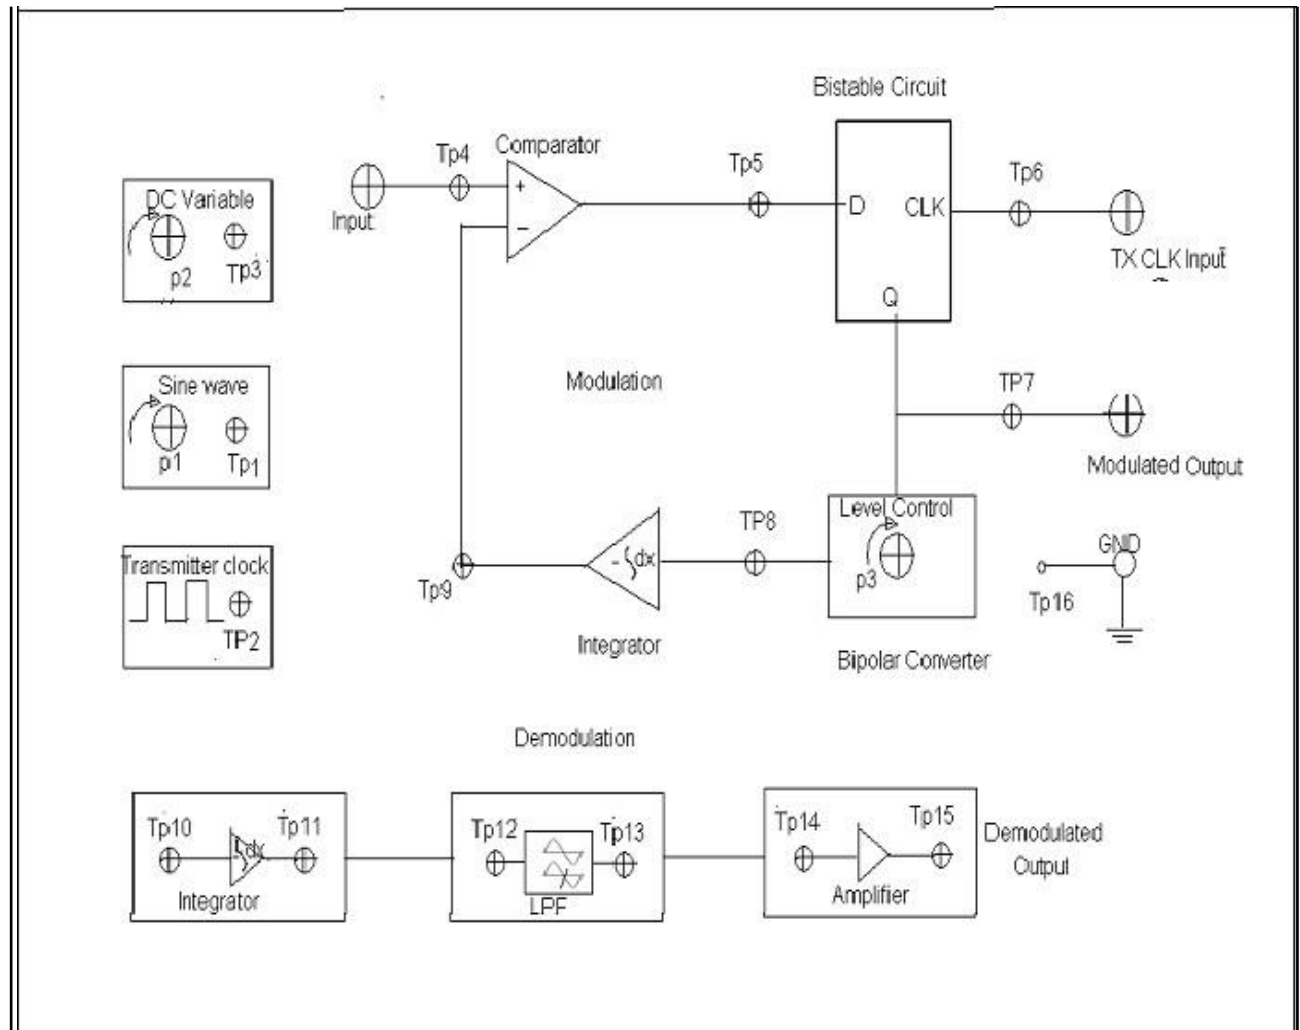 Bistable Circuit
Comparator
Tp4
Tp5
Tp6
+
−
D
CLK
Q
Input
TX CLK Input
DC Variable
p2
Tp3
Sine wave
p1
Tp1
Modulation
TP7
Modulated Output
Transmitter clock
TP2
Tp9
- ∫dx
Integrator
TP8
Level Control
p3
Bipolar Converter
GND
Tp16
Demodulation
Tp10
Tp11
∫dx
Integrator
Tp12
Tp13
LPF
Tp14
Tp15
Amplifier
Demodulated
Output